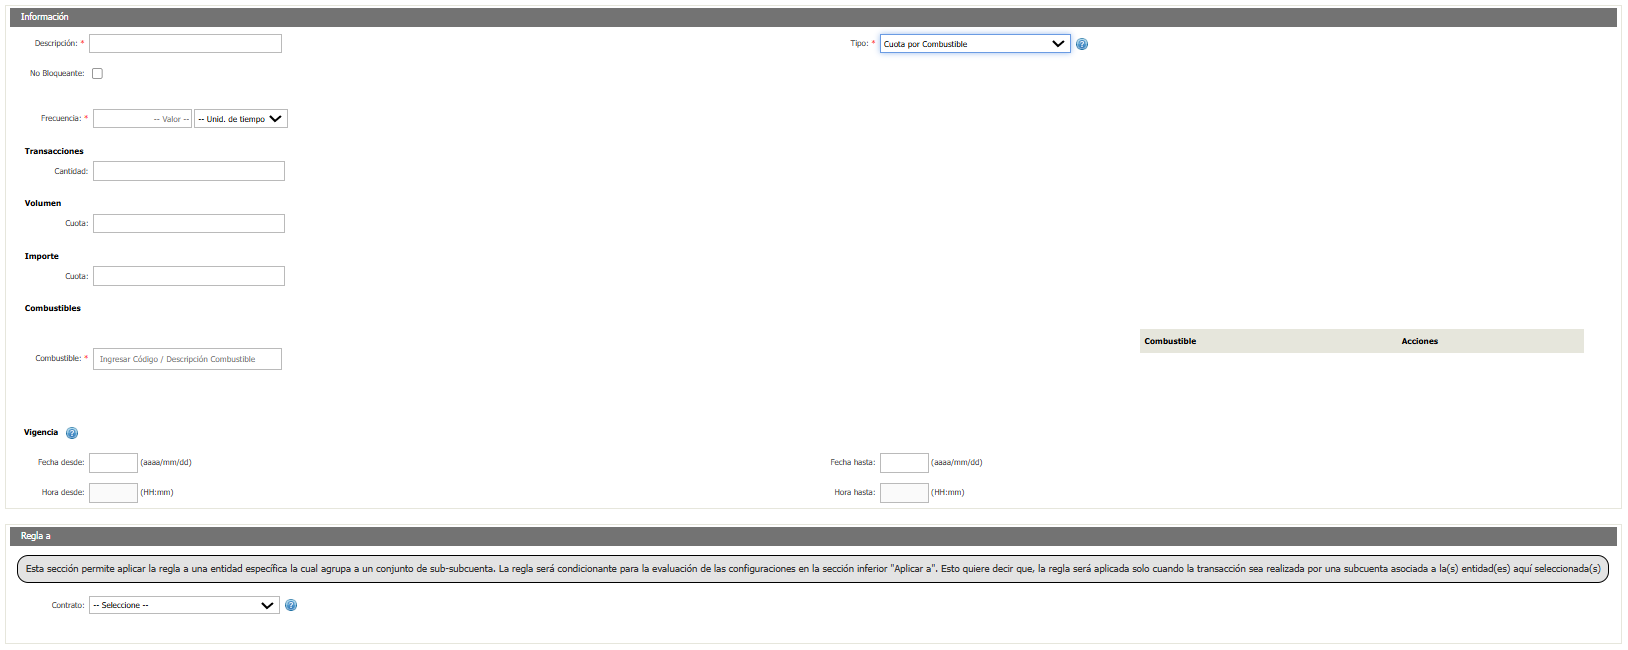 Información
Descripción: *
Tipo: * Cuota por Combustible
No Bloqueante:
Frecuencia: * -- Valor -- -- Unid. de tiempo
Transacciones
Cantidad:
Volumen
Cuota:
Importe
Cuota:
Combustibles
Combustible Acciones
Combustible: * Ingresar Código / Descripción Combustible
Vigencia
Fecha desde: (aaaa/mm/dd) Fecha hasta: (aaaa/mm/dd)
Hora desde: (HH:mm) Hora hasta: (HH:mm)
Regla a
Esta sección permite aplicar la regla a una entidad específica la cual agrupa a un conjunto de sub-subcuenta. La regla será condicionante para la evaluación de las configuraciones en la sección inferior "Aplicar a". Esto quiere decir que, la regla será aplicada solo cuando la transacción sea realizada por una subcuenta asociada a la(s) entidad(es) aquí seleccionada(s)
Contrato: -- Seleccione --